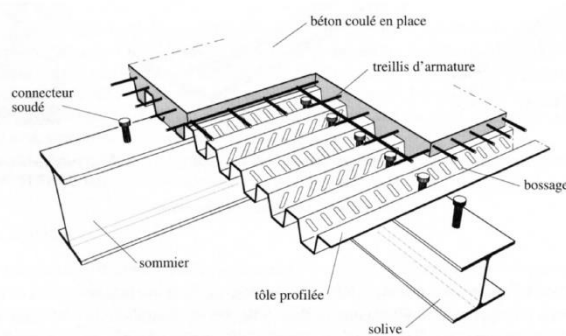 béton coulé en place
treillis d'armature
connecteur
soudé
bossage
sommier
tôle profilée
solive